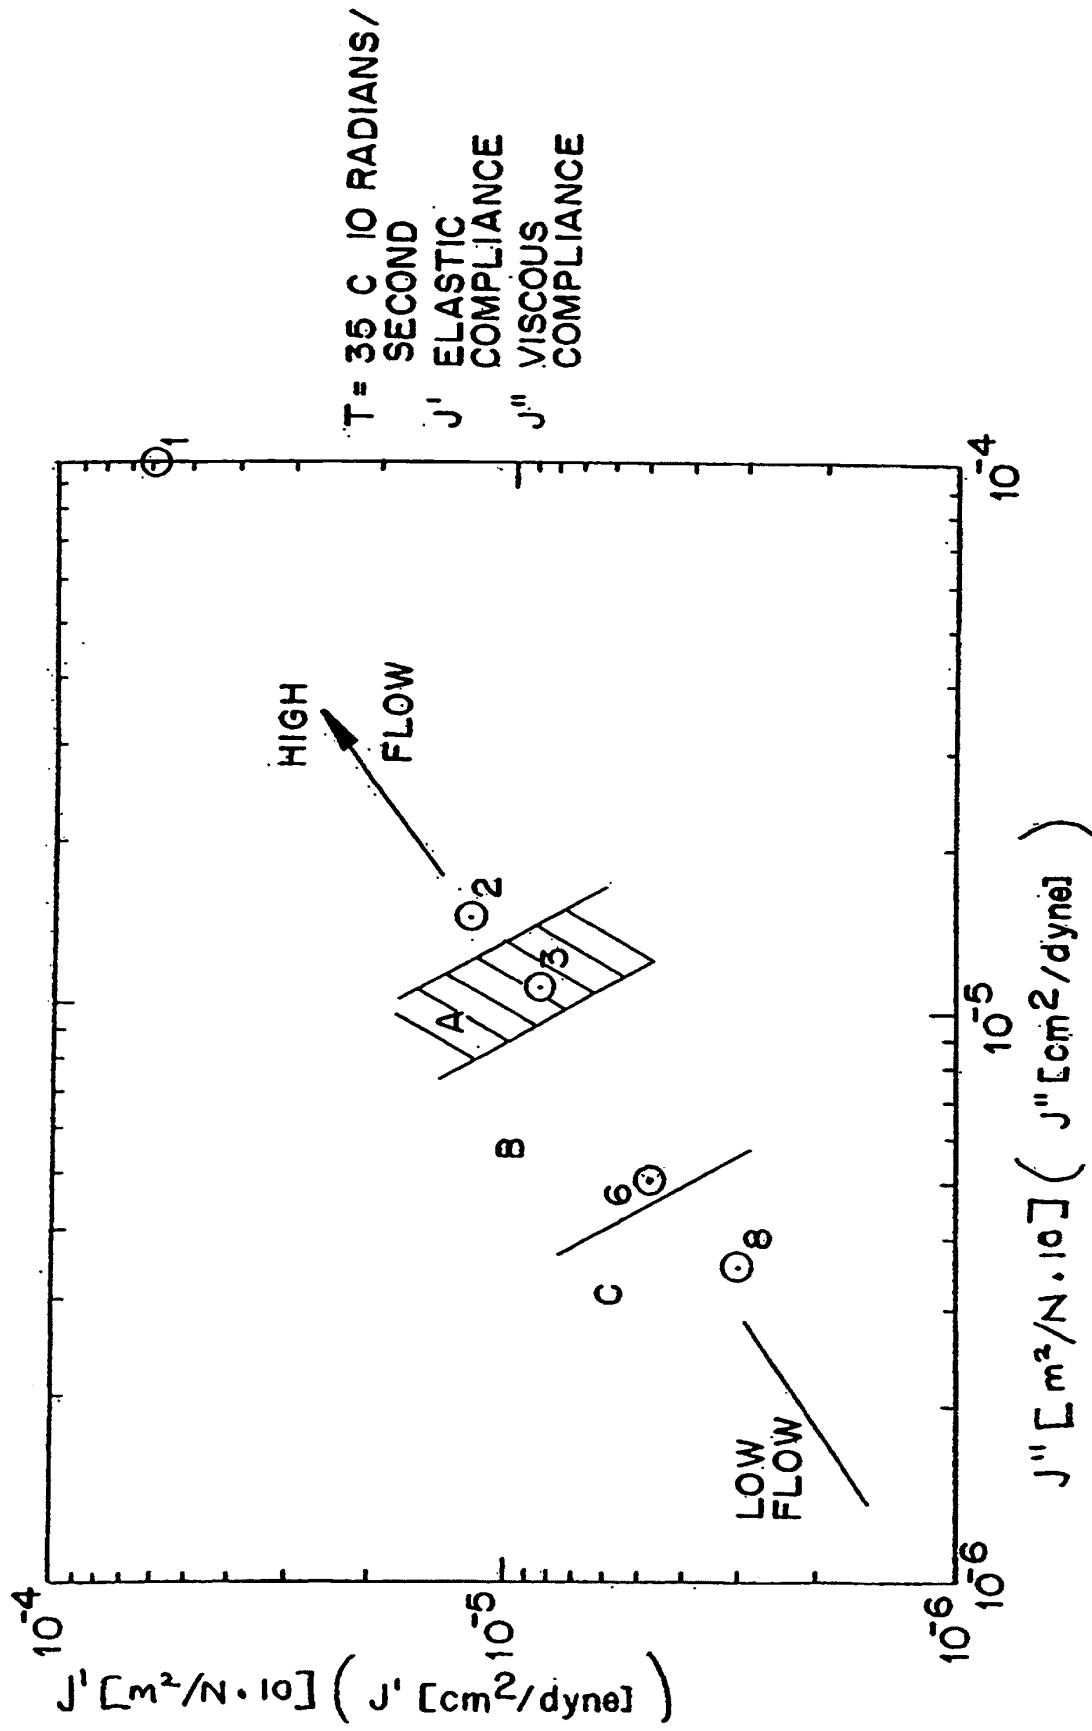 T = 35 C 10 RADIANS/
SECOND
J' ELASTIC
COMPLIANCE
J" VISCOUS
COMPLIANCE
10⁻⁴
1
HIGH
FLOW
2
A
3
10⁻⁵
B
6
C
8
LOW
FLOW
10⁻⁶
10⁻⁶
10⁻⁵
10⁻⁴
J' [m²/N·10] ( J' [cm2/dyne] )
J" [m²/N·10] ( J" [cm2/dyne] )